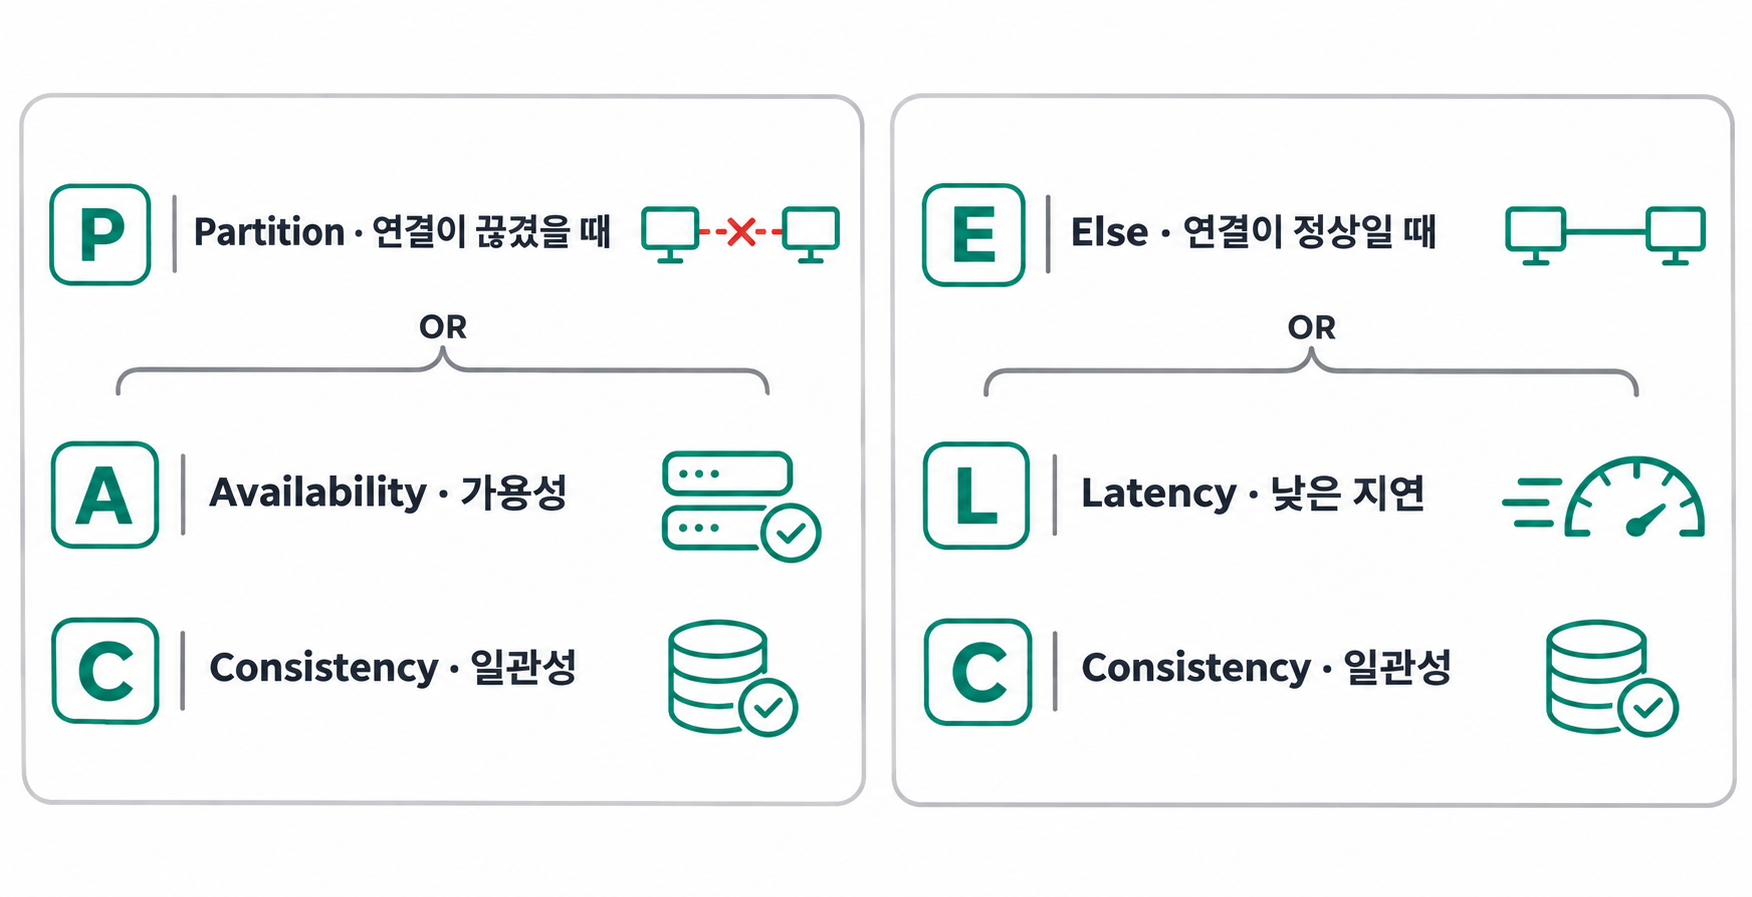 P Partition · 연결이 끊겼을 때
OR
A Availability · 가용성
C Consistency · 일관성
E Else · 연결이 정상일 때
OR
L Latency · 낮은 지연
C Consistency · 일관성